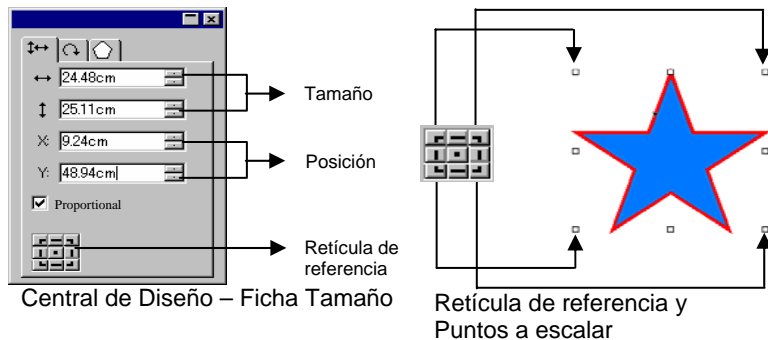 24.48cm
25.11cm
Tamaño
X: 9.24cm
Posición
Y: 48.94cm
Proportional
Retícula de
referencia
Central de Diseño – Ficha Tamaño
Retícula de referencia y
Puntos a escalar